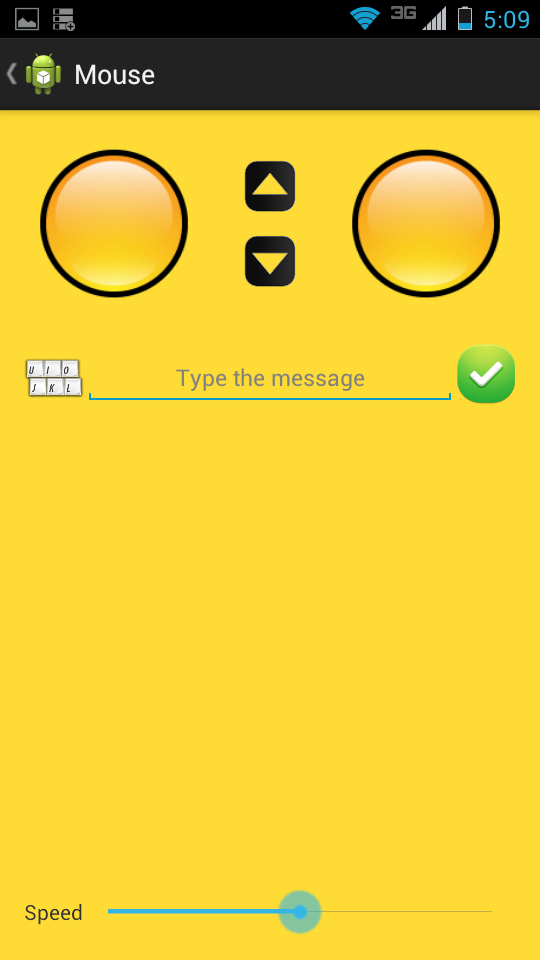 3G 5:09
Mouse
U I O
J K L
Type the message
Speed